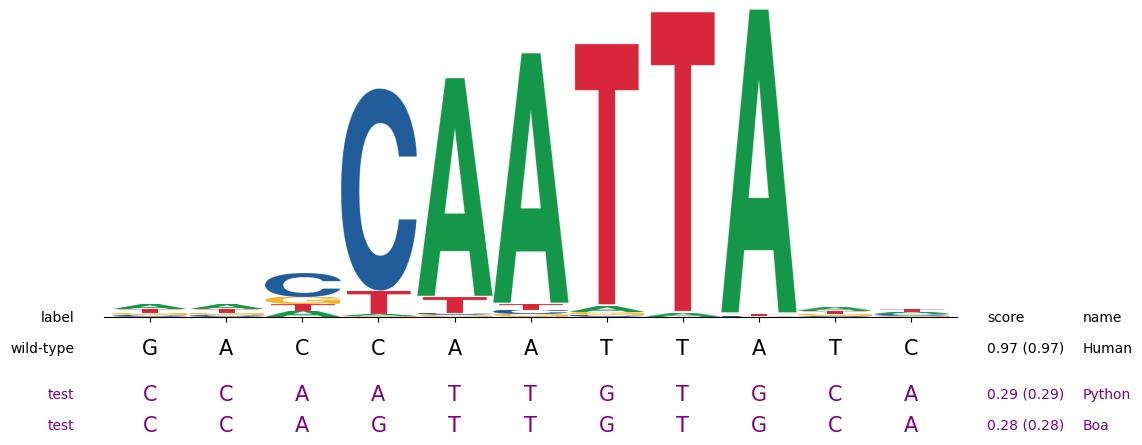 C A A T T A
label score name
wild-type G A C C A A T T A T C 0.97 (0.97) Human
test C C A A T T G T G C A 0.29 (0.29) Python
test C C A G T T G T G C A 0.28 (0.28) Boa